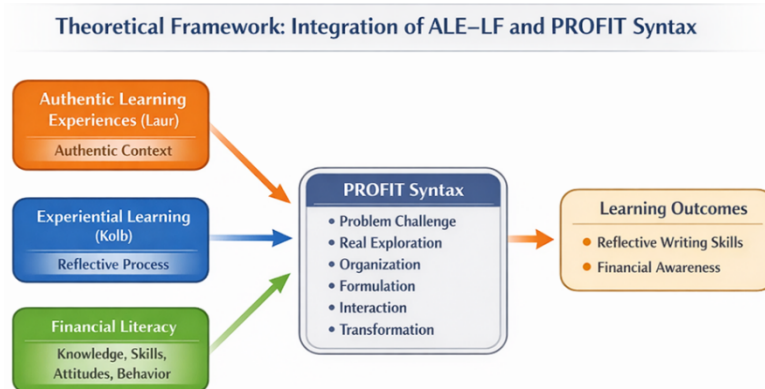 Theoretical Framework: Integration of ALE–LF and PROFIT Syntax
Authentic Learning
Experiences (Laur)
Authentic Context
Experiential Learning
(Kolb)
Reflective Process
Financial Literacy
Knowledge, Skills,
Attitudes, Behavior
PROFIT Syntax
• Problem Challenge
• Real Exploration
• Organization
• Formulation
• Interaction
• Transformation
Learning Outcomes
• Reflective Writing Skills
• Financial Awareness